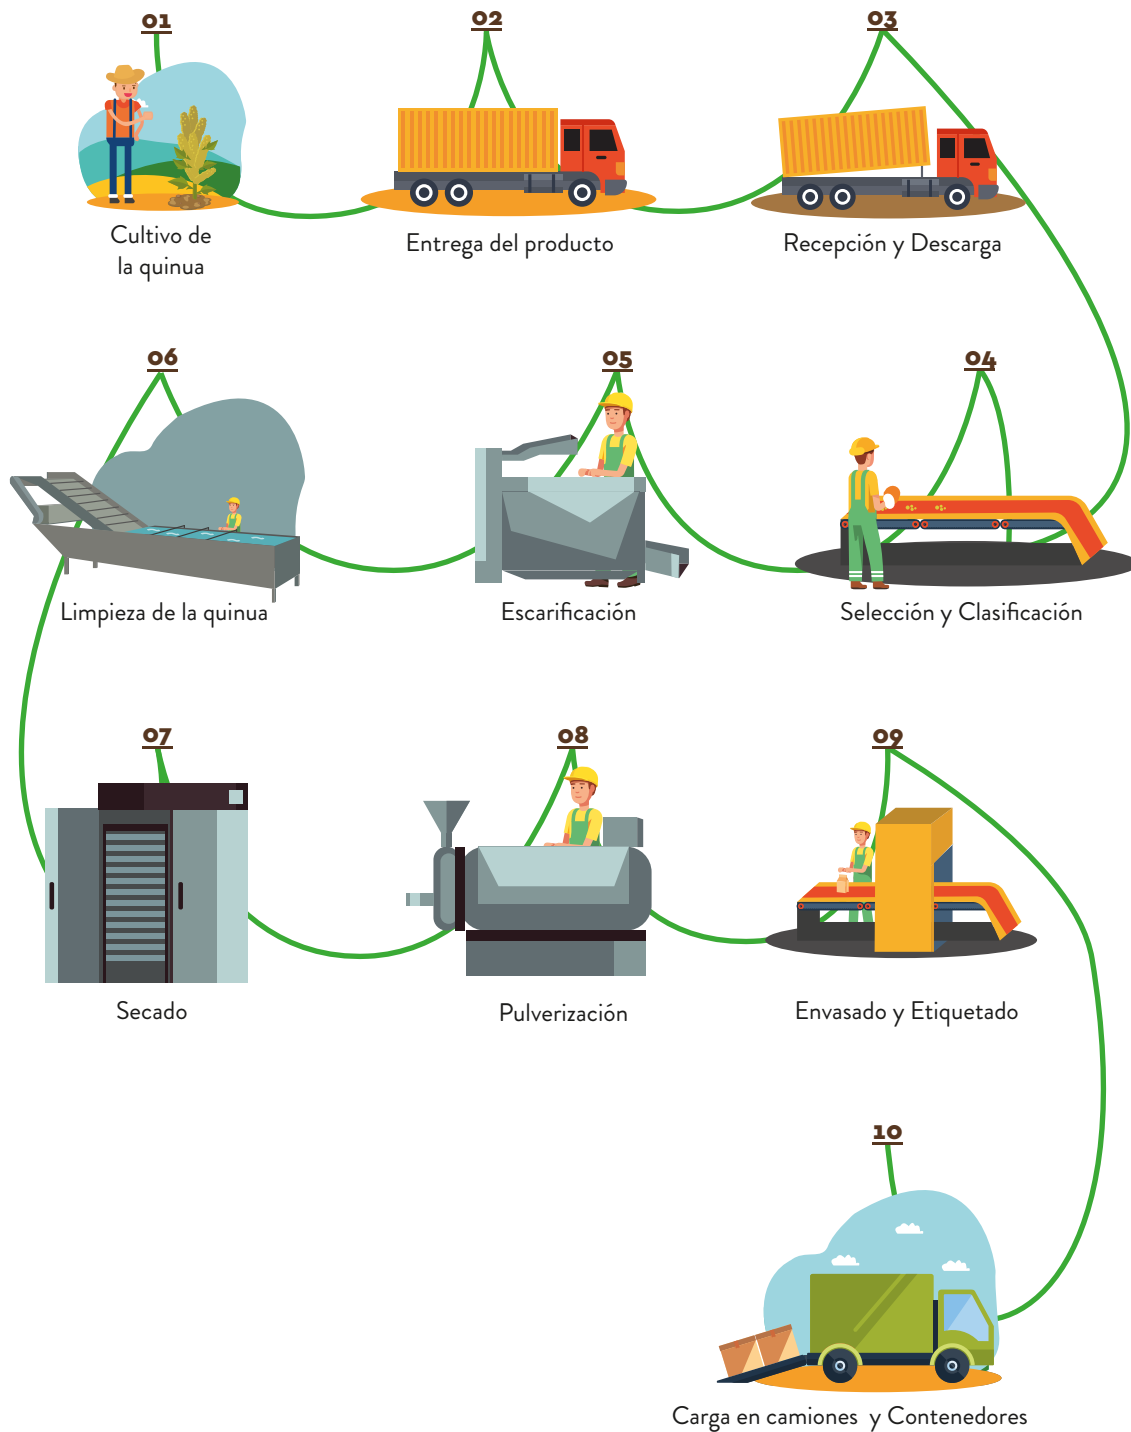 01
Cultivo de
la quinua
02
Entrega del producto
03
Recepción y Descarga
04
Selección y Clasificación
05
Escarificación
06
Limpieza de la quinua
07
Secado
08
Pulverización
09
Envasado y Etiquetado
10
Carga en camiones y Contenedores